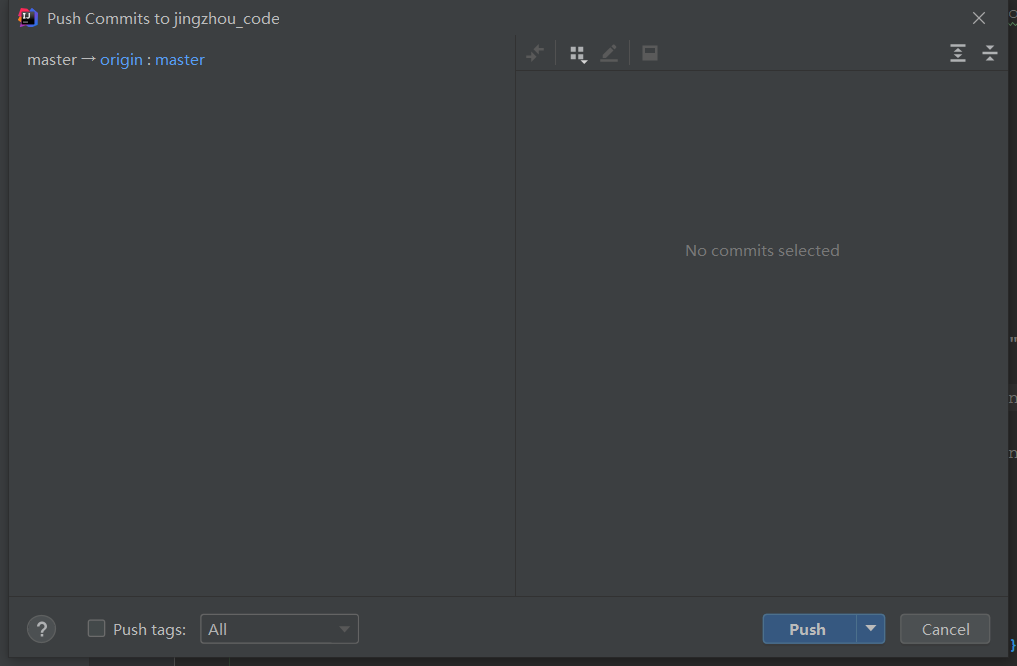 Push Commits to jingzhou_code
master → origin : master
No commits selected
? Push tags: All Push Cancel